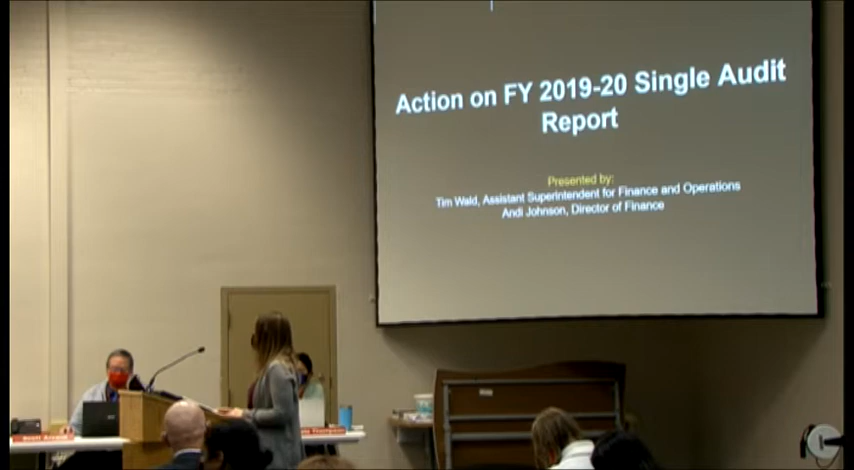 Action on FY 2019-20 Single Audit
Report
Presented by:
Tim Wald, Assistant Superintendent for Finance and Operations
Andi Johnson, Director of Finance
Thompson